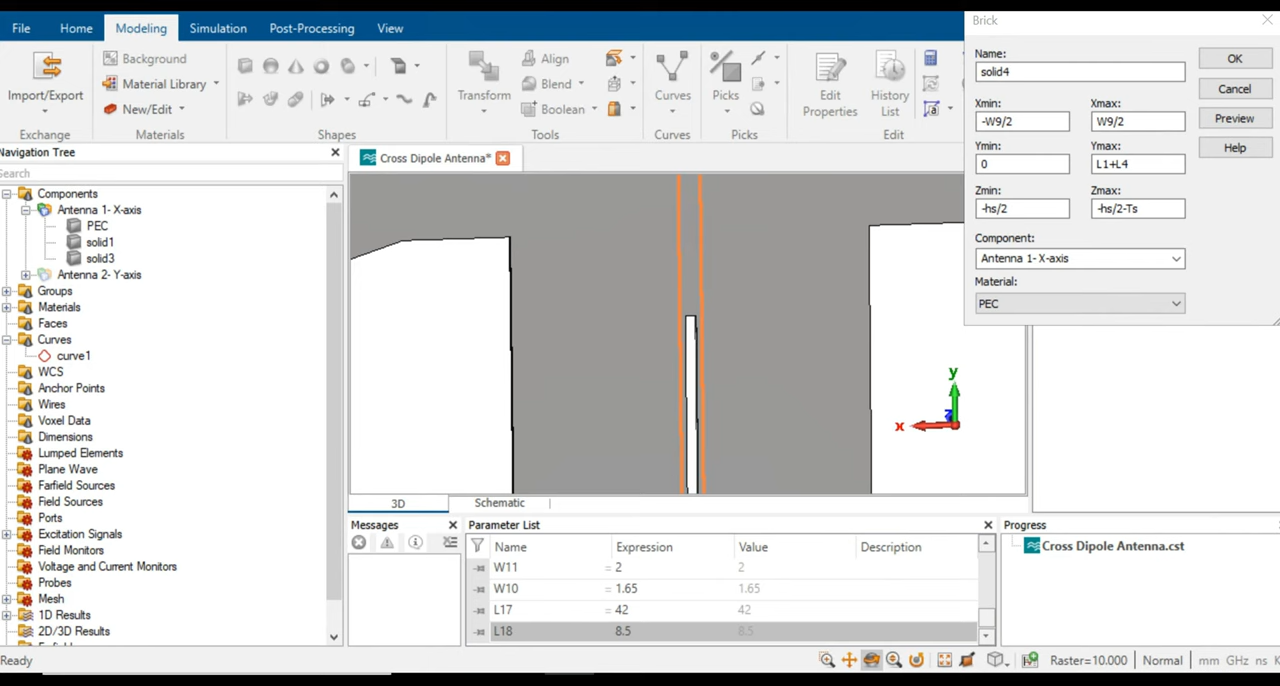 File Home Modeling Simulation Post-Processing View
Brick
Import/Export
Exchange
Background
Material Library
New/Edit
Materials
Shapes
Transform
Align
Blend
Boolean
Tools
Curves
Curves
Picks
Picks
Edit
Properties
History
List
Edit
Name:
solid4
OK
Cancel
Preview
Help
Xmin:
-W9/2
Xmax:
W9/2
Ymin:
0
Ymax:
L1+L4
Zmin:
-hs/2
Zmax:
-hs/2-Ts
Component:
Antenna 1- X-axis
Material:
PEC
Navigation Tree
Search
Components
Antenna 1- X-axis
PEC
solid1
solid3
Antenna 2- Y-axis
Groups
Materials
Faces
Curves
curve1
WCS
Anchor Points
Wires
Voxel Data
Dimensions
Lumped Elements
Plane Wave
Farfield Sources
Field Sources
Ports
Excitation Signals
Field Monitors
Voltage and Current Monitors
Probes
Mesh
1D Results
2D/3D Results
Cross Dipole Antenna*
y
x
3D
Schematic
Messages
Parameter List
Name Expression Value Description
W11 = 2 2
W10 = 1.65 1.65
L17 = 42 42
L18 8.5 8.5
Progress
Cross Dipole Antenna.cst
Ready
Raster=10.000 Normal mm GHz ns K